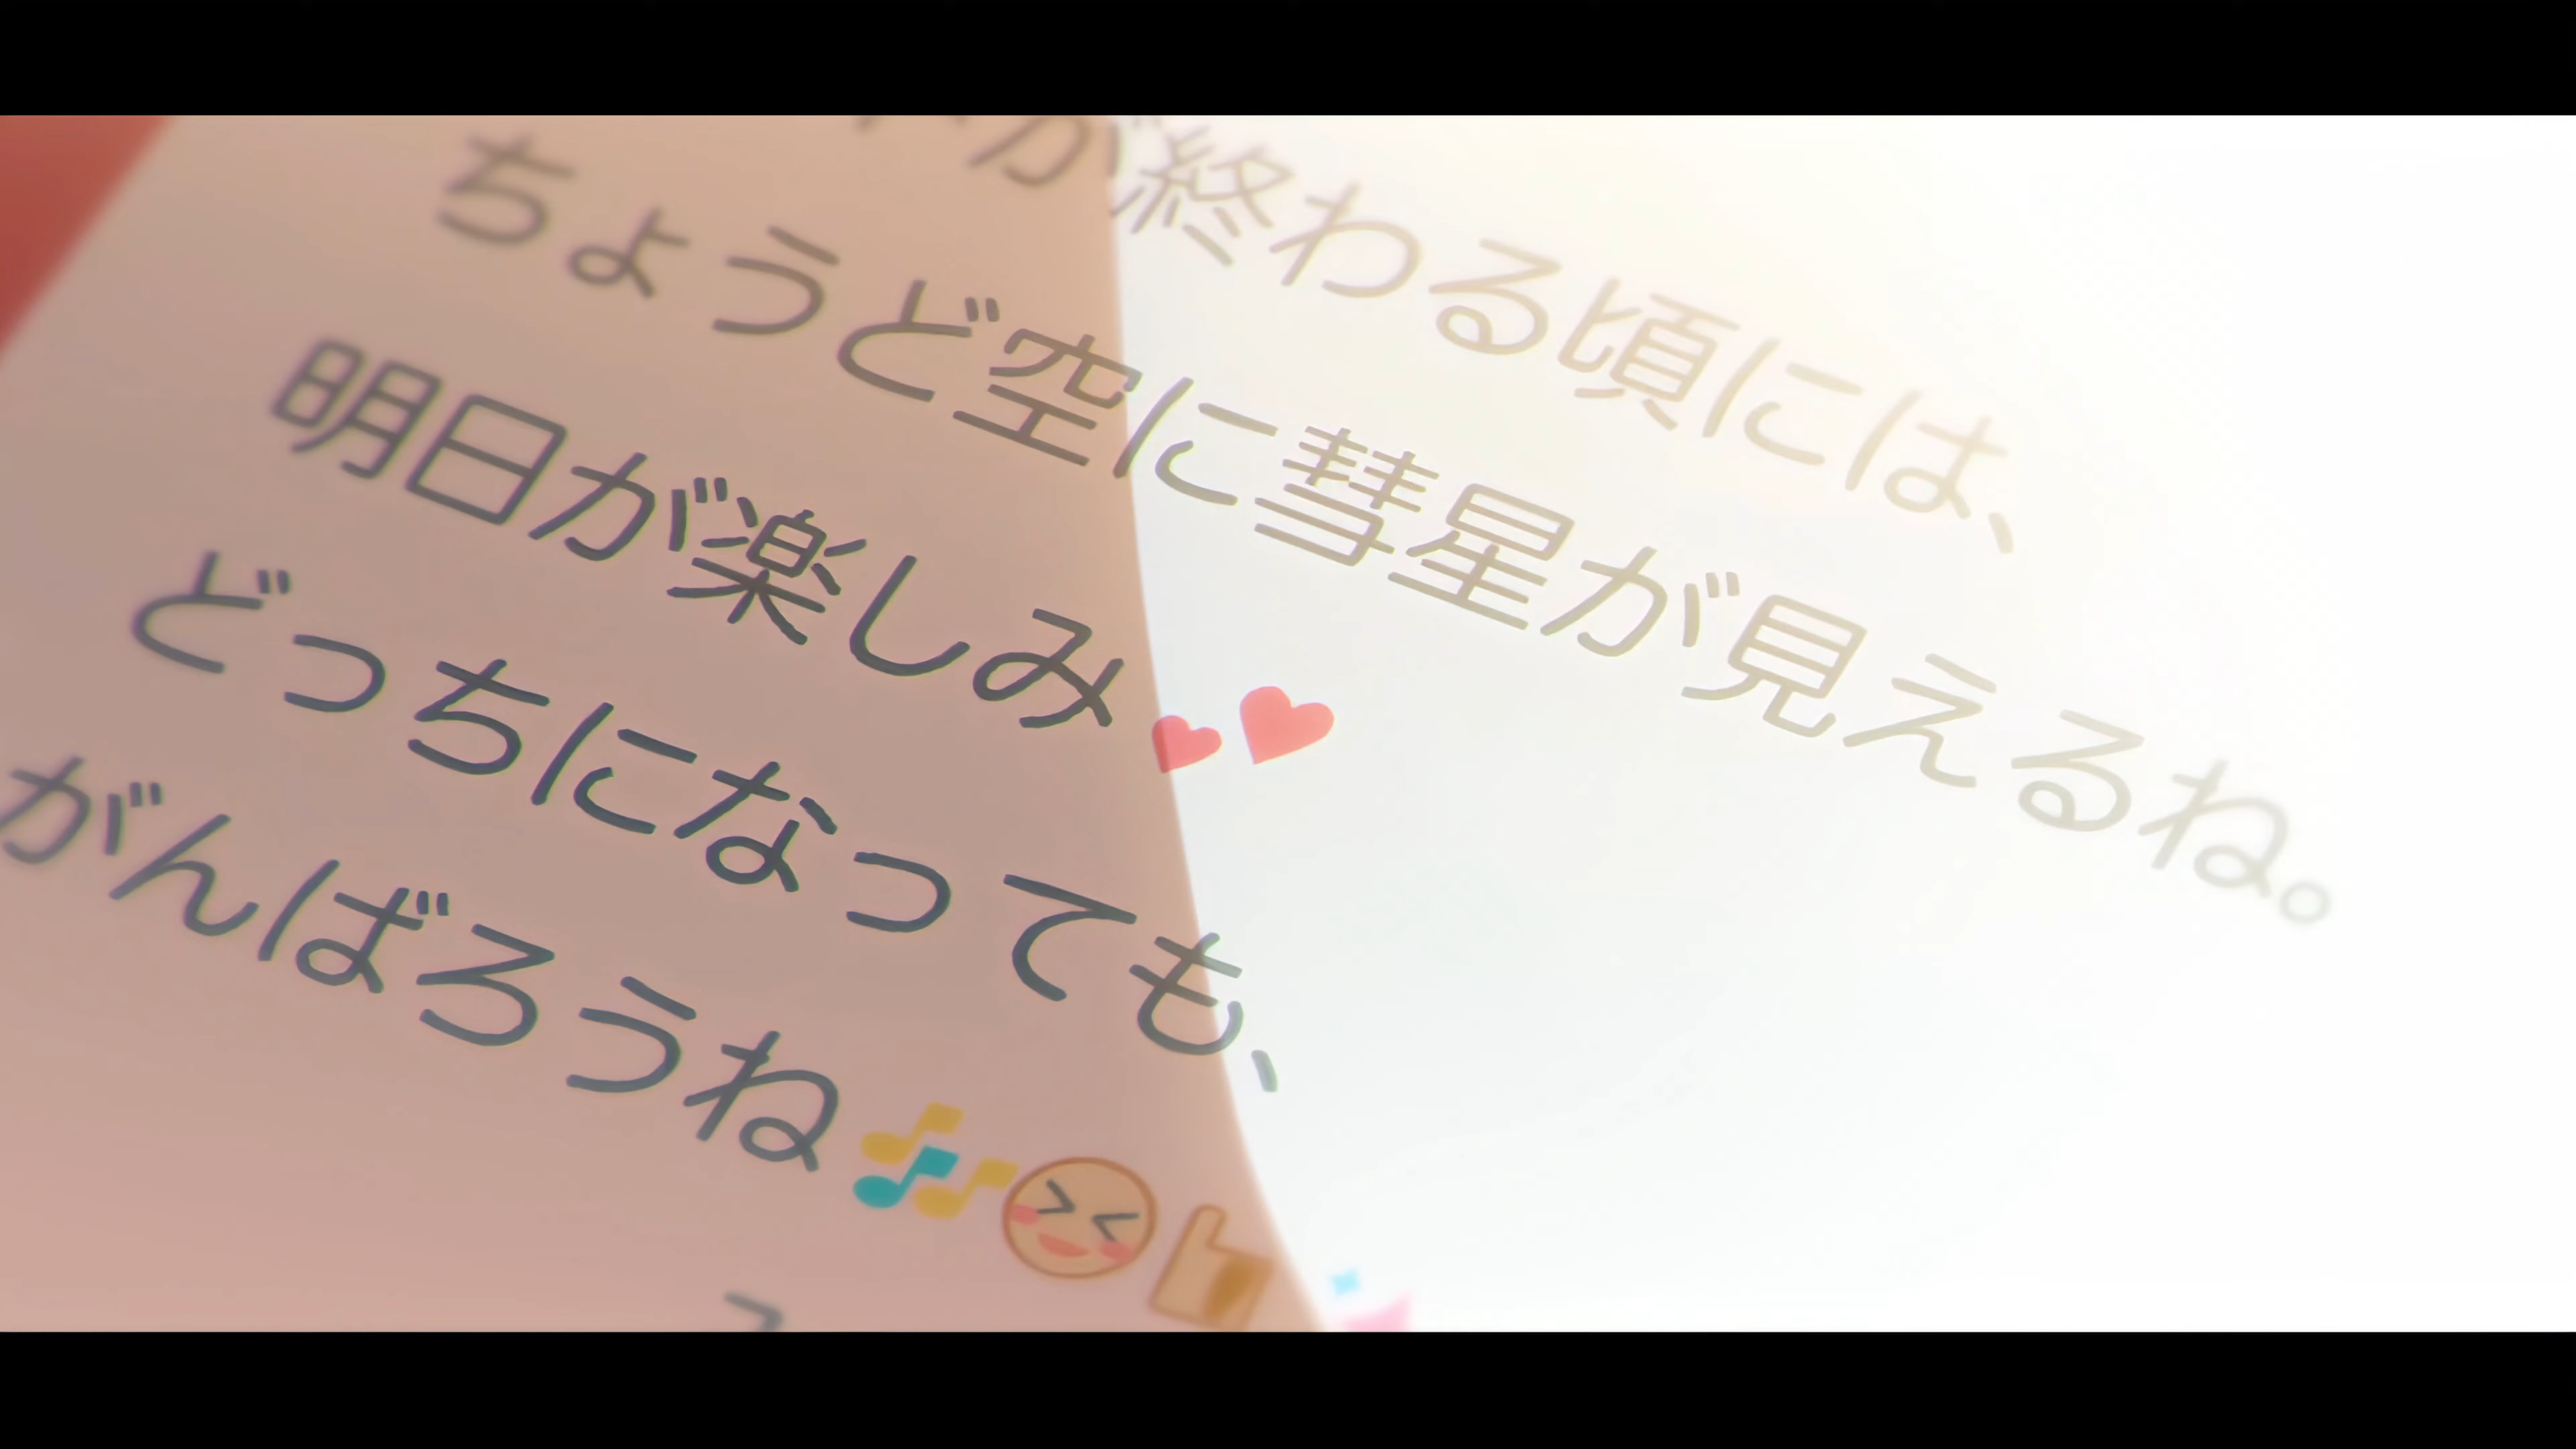 が終わる頃には、
ちょうど空に彗星が見えるね。
明日が楽しみ💕
どっちになっても、
がんばろうね🎶😆🤘